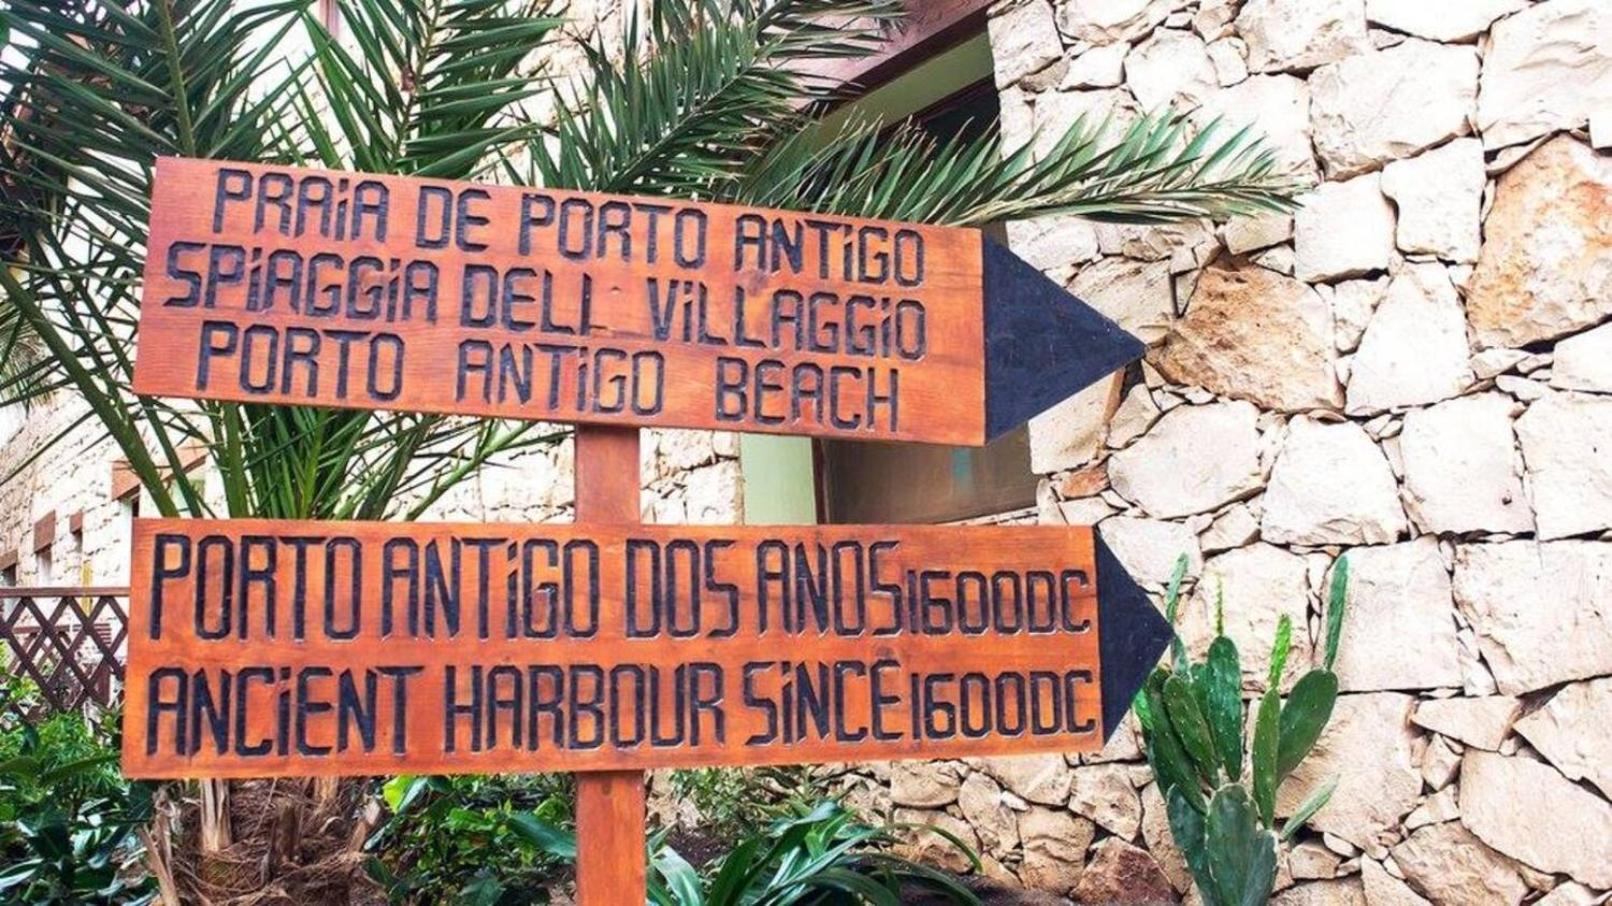 PRAiA DE PORTO ANTiGO
SPiAGGiA DELL VILLAGGIO
PORTO ANTiGO BEACH
PORTO ANTiGO DOS ANOS 1600DC
ANCiENT HARBOUR SiNCE 1600DC